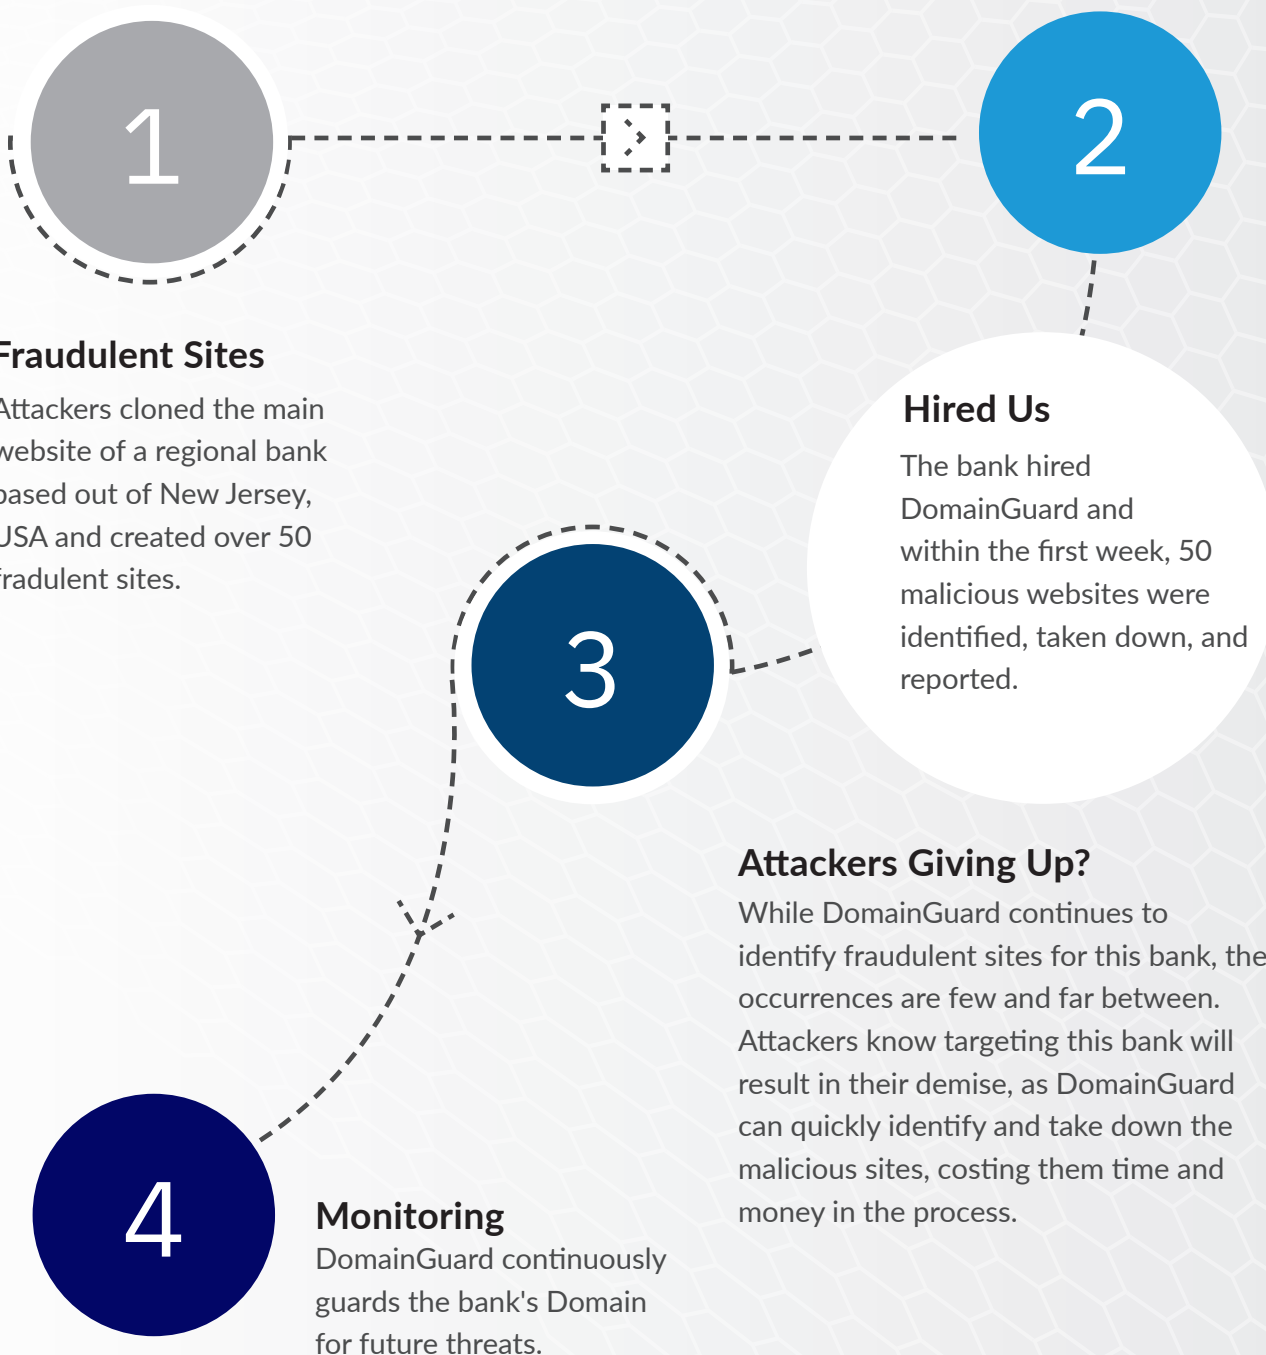 1
Fraudulent Sites
Attackers cloned the main
website of a regional bank
based out of New Jersey,
USA and created over 50
fradulent sites.
2
Hired Us
The bank hired
DomainGuard and
within the first week, 50
malicious websites were
identified, taken down, and
reported.
3
Attackers Giving Up?
While DomainGuard continues to
identify fraudulent sites for this bank, the
occurrences are few and far between.
Attackers know targeting this bank will
result in their demise, as DomainGuard
can quickly identify and take down the
malicious sites, costing them time and
money in the process.
4
Monitoring
DomainGuard continuously
guards the bank's Domain
for future threats.